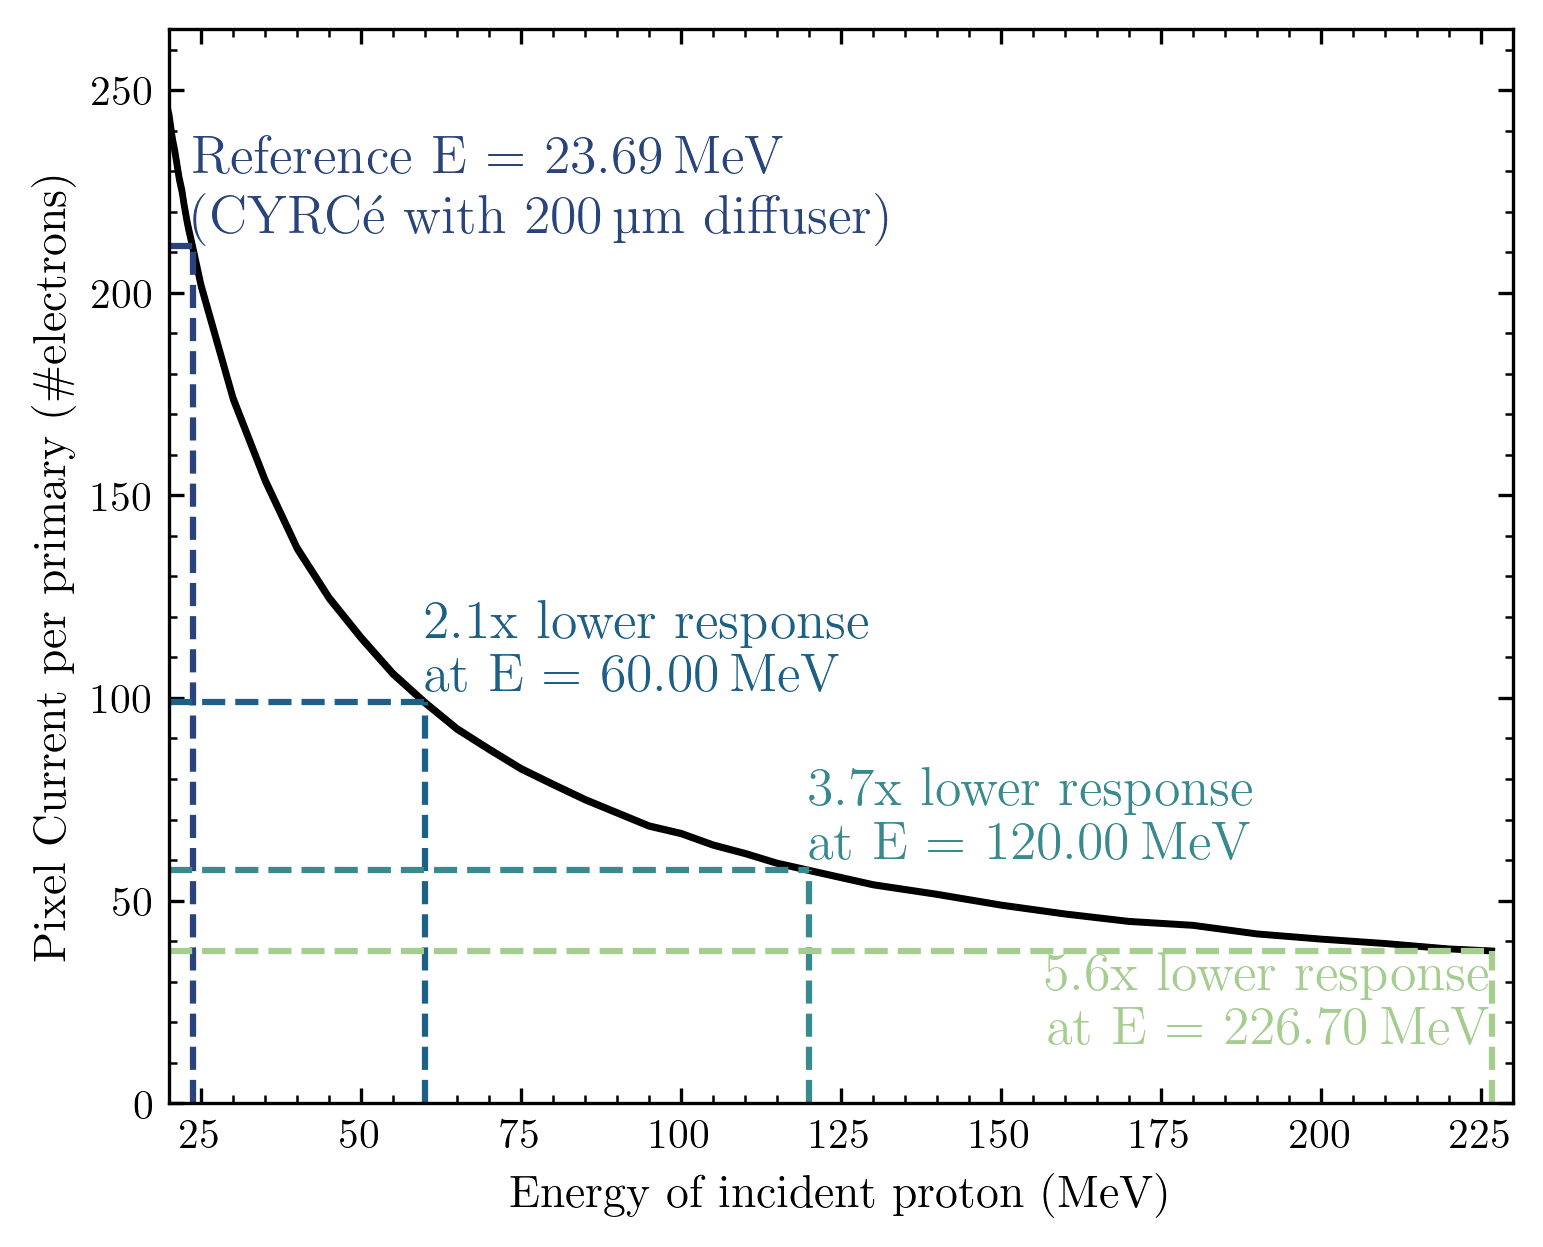 250
200
150
100
50
0
Pixel Current per primary (#electrons)
Reference E = 23.69 MeV
(CYRCé with 200 µm diffuser)
2.1x lower response
at E = 60.00 MeV
3.7x lower response
at E = 120.00 MeV
5.6x lower response
at E = 226.70 MeV
25 50 75 100 125 150 175 200 225
Energy of incident proton (MeV)